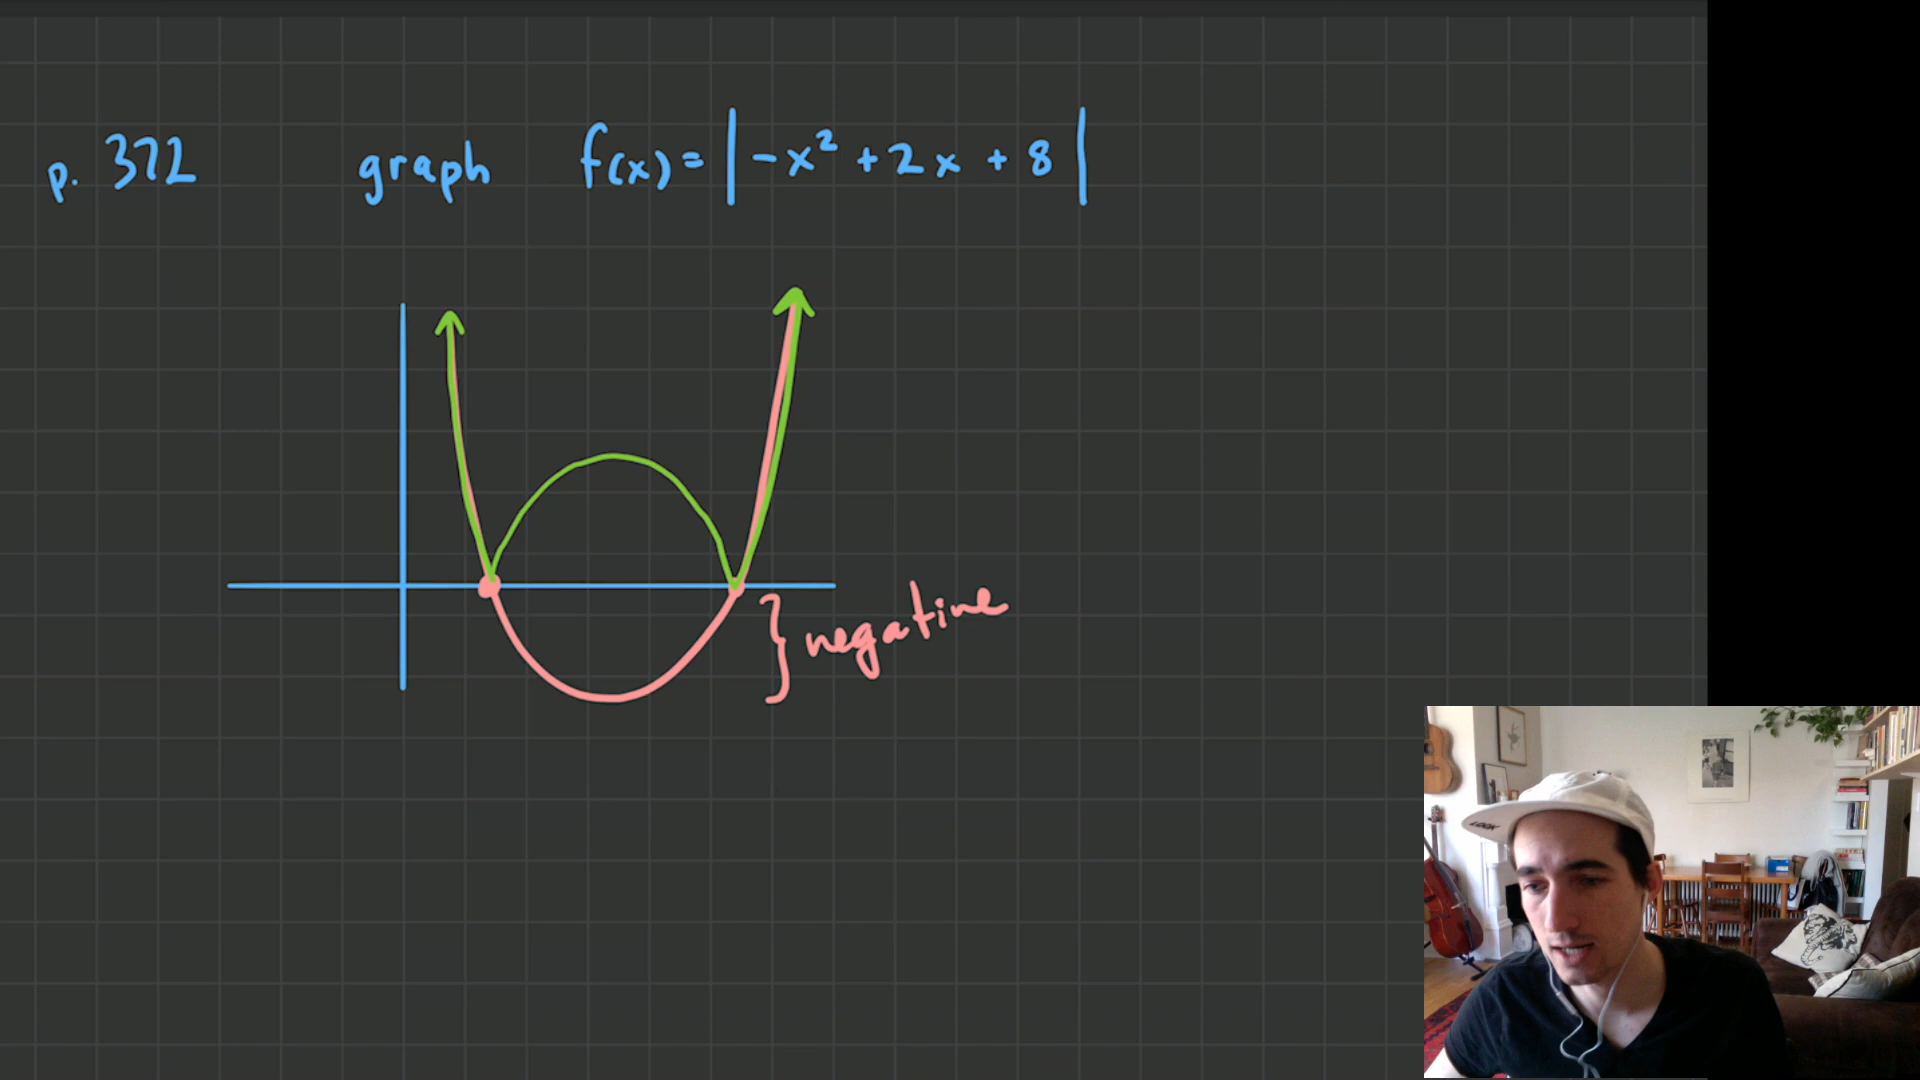 p. 372 graph f(x) = | -x² + 2x + 8 |
negative